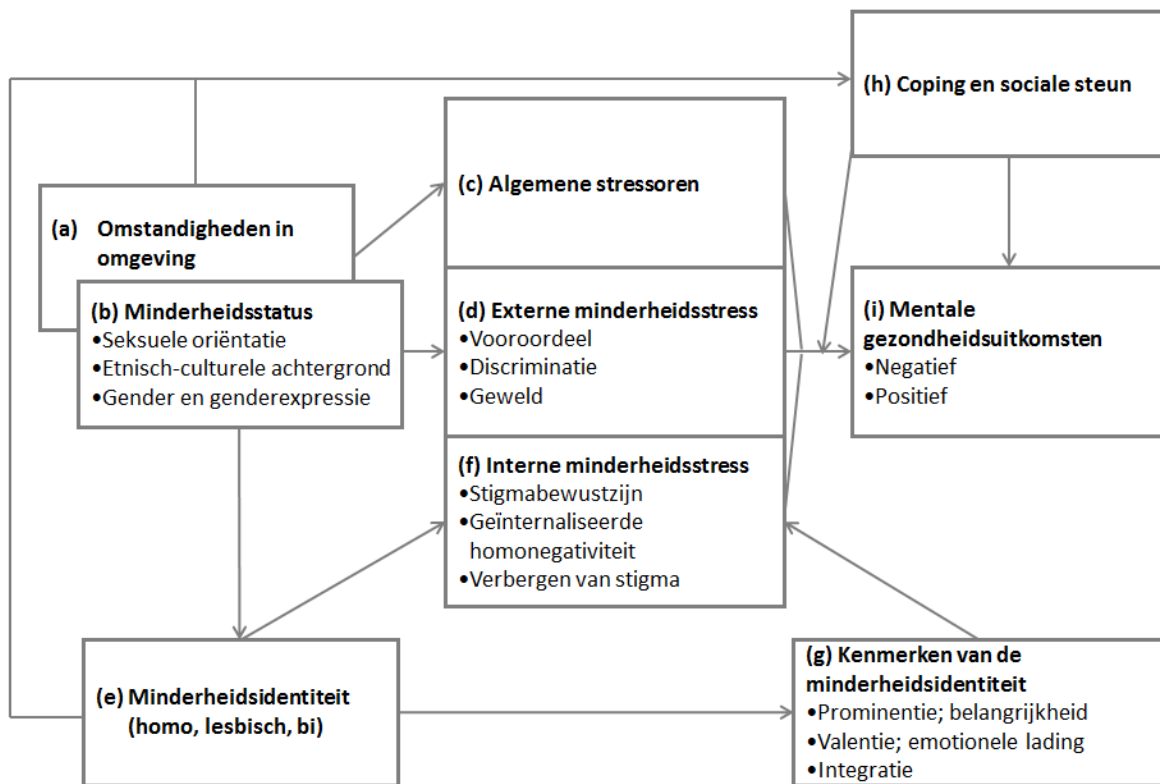 (h) Coping en sociale steun
(c) Algemene stressoren
(a) Omstandigheden in
omgeving
(b) Minderheidsstatus
•Seksuele oriëntatie
•Etnisch-culturele achtergrond
•Gender en genderexpressie
(d) Externe minderheidsstress
•Vooroordeel
•Discriminatie
•Geweld
(i) Mentale
gezondheidsuitkomsten
•Negatief
•Positief
(f) Interne minderheidsstress
•Stigmabewustzijn
•Geïnternaliseerde
homonegativiteit
•Verbergen van stigma
(e) Minderheidsidentiteit
(homo, lesbisch, bi)
(g) Kenmerken van de
minderheidsidentiteit
•Prominentie; belangrijkheid
•Valentie; emotionele lading
•Integratie